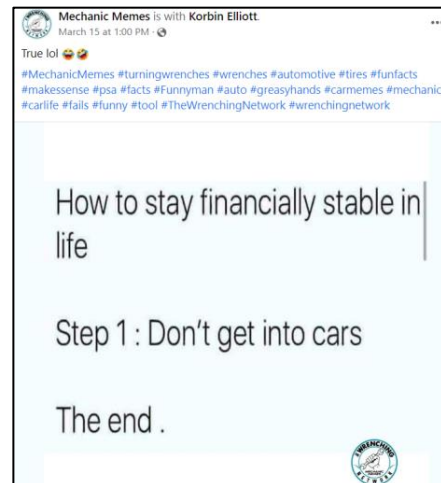 Mechanic Memes is with Korbin Elliott.
March 15 at 1:00 PM ·
True lol 😂🤣
#MechanicMemes #turningwrenches #wrenches #automotive #tires #funfacts
#makessense #psa #facts #Funnyman #auto #greasyhands #carmemes #mechanic
#carlife #fails #funny #tool #TheWrenchingNetwork #wrenchingnetwork
How to stay financially stable in
life
Step 1 : Don't get into cars
The end .
WRENCHING
NETWORK